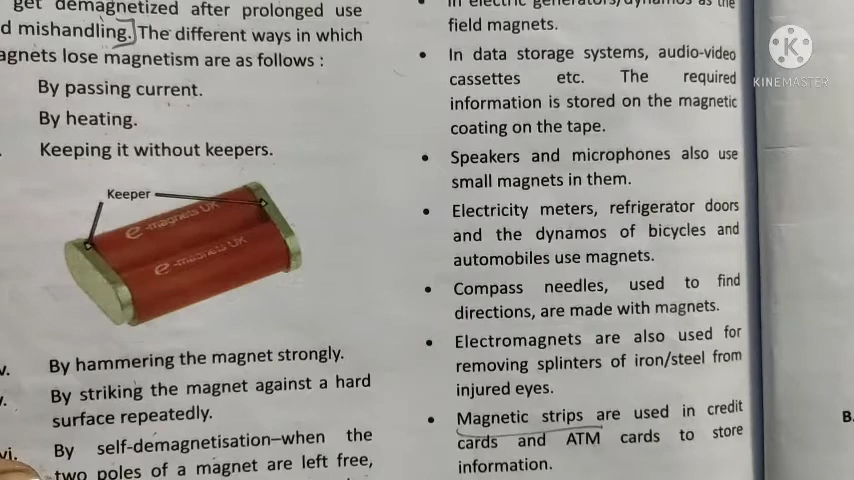 get demagnetized after prolonged use
d mishandling. The different ways in which
agnets lose magnetism are as follows :
By passing current.
By heating.
Keeping it without keepers.
Keeper
e-magnets UK
e-magnets UK
v. By hammering the magnet strongly.
By striking the magnet against a hard
surface repeatedly.
vi. By self-demagnetisation–when the
two poles of a magnet are left free,
In electric generators/dynamos as the
field magnets.
• In data storage systems, audio-video
cassettes etc. The required
information is stored on the magnetic
coating on the tape.
• Speakers and microphones also use
small magnets in them.
• Electricity meters, refrigerator doors
and the dynamos of bicycles and
automobiles use magnets.
• Compass needles, used to find
directions, are made with magnets.
• Electromagnets are also used for
removing splinters of iron/steel from
injured eyes.
• Magnetic strips are used in credit
cards and ATM cards to store
information.
B.
K
KINEMASTER